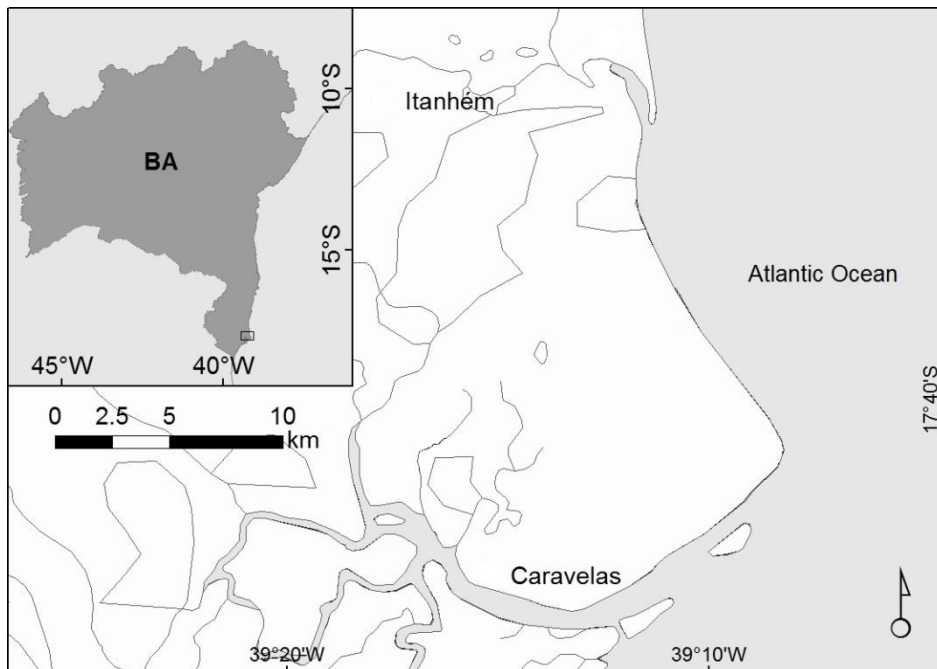 10°S
Itanhém
BA
15°S
Atlantic Ocean
45°W
40°W
0 2.5 5 10
km
17°40'S
Caravelas
39°20'W
39°10'W